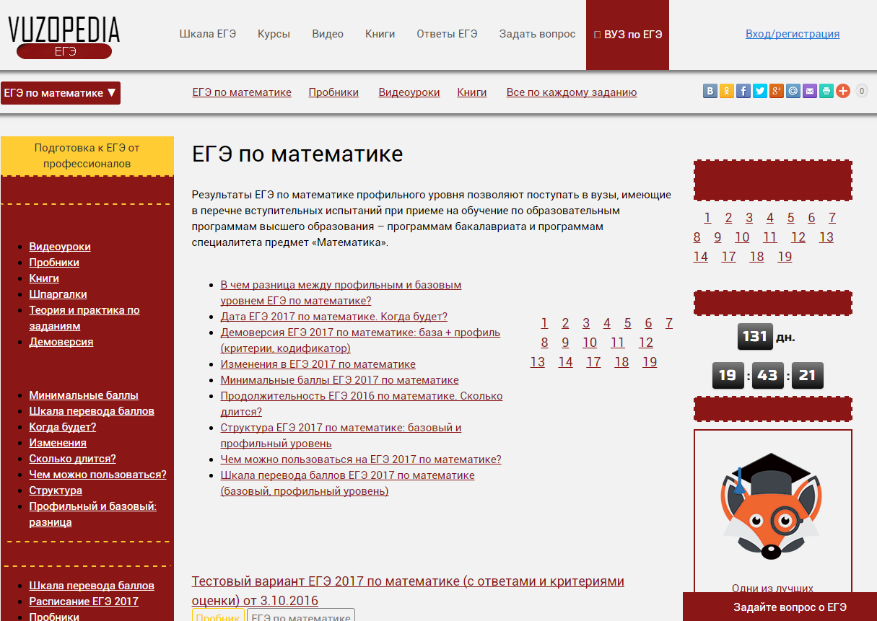 VUZOPEDIA
ЕГЭ
Шкала ЕГЭ Курсы Видео Книги Ответы ЕГЭ Задать вопрос ВУЗ по ЕГЭ Вход/регистрация
ЕГЭ по математике ▼
ЕГЭ по математике Пробники Видеоуроки Книги Все по каждому заданию
0
Подготовка к ЕГЭ от
профессионалов
Видеоуроки
Пробники
Книги
Шпаргалки
Теория и практика по
заданиям
Демоверсия
Минимальные баллы
Шкала перевода баллов
Когда будет?
Изменения
Сколько длится?
Чем можно пользоваться?
Структура
Профильный и базовый:
разница
Шкала перевода баллов
Расписание ЕГЭ 2017
Пробники
ЕГЭ по математике
Результаты ЕГЭ по математике профильного уровня позволяют поступать в вузы, имеющие
в перечне вступительных испытаний при приеме на обучение по образовательным
программам высшего образования – программам бакалавриата и программам
специалитета предмет «Математика».
В чем разница между профильным и базовым
уровнем ЕГЭ по математике?
Дата ЕГЭ 2017 по математике. Когда будет?
Демоверсия ЕГЭ 2017 по математике: база + профиль
(критерии, кодификатор)
Изменения в ЕГЭ 2017 по математике
Минимальные баллы ЕГЭ 2017 по математике
Продолжительность ЕГЭ 2016 по математике. Сколько
длится?
Структура ЕГЭ 2017 по математике: базовый и
профильный уровень
Чем можно пользоваться на ЕГЭ 2017 по математике?
Шкала перевода баллов ЕГЭ 2017 по математике
(базовый, профильный уровень)
1 2 3 4 5 6 7
8 9 10 11 12
13 14 17 18 19
Тестовый вариант ЕГЭ 2017 по математике (с ответами и критериями
оценки) от 3.10.2016
Пробник ЕГЭ по математике
1 2 3 4 5 6 7
8 9 10 11 12 13
14 17 18 19
131 дн.
19 : 43 : 21
Одни из лучших
Задайте вопрос о ЕГЭ